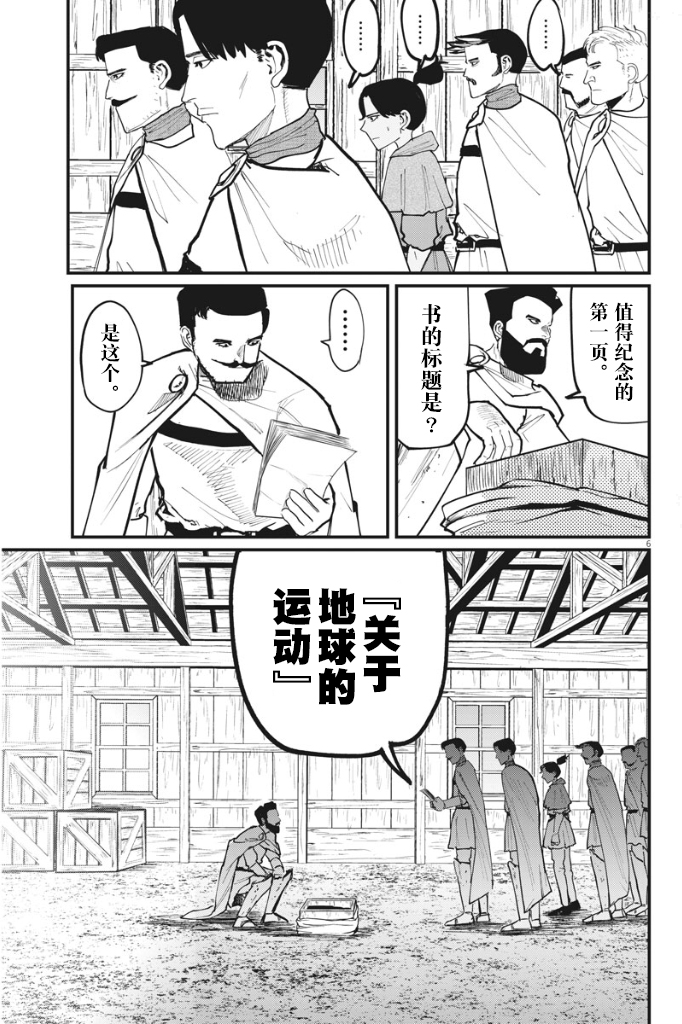 ……
……
……
值得纪念的
第一页。
书的标题是？
……
是这个。
6
『关于
地球的
运动』